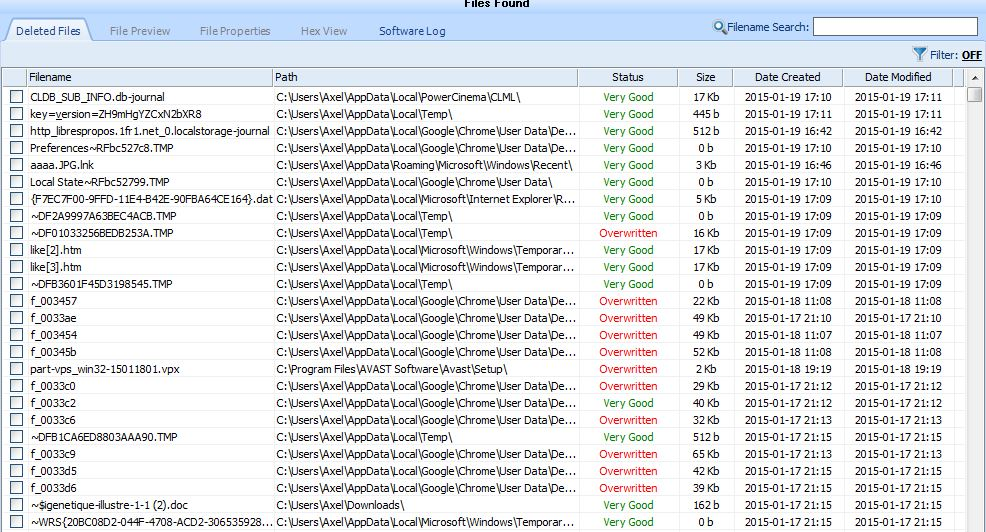 Files Found
Deleted Files File Preview File Properties Hex View Software Log Filename Search:
Filter: OFF
Filename Path Status Size Date Created Date Modified
CLDB_SUB_INFO.db-journal C:\Users\Axel\AppData\Local\PowerCinema\CLML\ Very Good 17 Kb 2015-01-19 17:10 2015-01-19 17:11
key=version=ZH9mHgYZCxN2bXR8 C:\Users\Axel\AppData\Local\Temp\ Very Good 445 b 2015-01-19 17:11 2015-01-19 17:11
http_librespropos.1fr1.net_0.localstorage-journal C:\Users\Axel\AppData\Local\Google\Chrome\User Data\De... Very Good 512 b 2015-01-19 16:42 2015-01-19 16:42
Preferences~RFbc527c8.TMP C:\Users\Axel\AppData\Local\Google\Chrome\User Data\De... Very Good 0 b 2015-01-19 17:10 2015-01-19 17:10
aaaa.JPG.lnk C:\Users\Axel\AppData\Roaming\Microsoft\Windows\Recent\ Very Good 3 Kb 2015-01-19 16:46 2015-01-19 16:46
Local State~RFbc52799.TMP C:\Users\Axel\AppData\Local\Google\Chrome\User Data\ Very Good 0 b 2015-01-19 17:10 2015-01-19 17:10
{F7EC7F00-9FFD-11E4-B42E-90FBA64CE164}.dat C:\Users\Axel\AppData\Local\Microsoft\Internet Explorer\R... Very Good 5 Kb 2015-01-19 17:09 2015-01-19 17:09
~DF2A9997A63BEC4ACB.TMP C:\Users\Axel\AppData\Local\Temp\ Very Good 0 b 2015-01-19 17:09 2015-01-19 17:09
~DF01033256BEDB253A.TMP C:\Users\Axel\AppData\Local\Temp\ Overwritten 16 Kb 2015-01-19 17:09 2015-01-19 17:09
like[2].htm C:\Users\Axel\AppData\Local\Microsoft\Windows\Temporar... Very Good 17 Kb 2015-01-19 17:09 2015-01-19 17:09
like[3].htm C:\Users\Axel\AppData\Local\Microsoft\Windows\Temporar... Very Good 17 Kb 2015-01-19 17:09 2015-01-19 17:09
~DFB3601F45D3198545.TMP C:\Users\Axel\AppData\Local\Temp\ Very Good 0 b 2015-01-19 17:09 2015-01-19 17:09
f_003457 C:\Users\Axel\AppData\Local\Google\Chrome\User Data\De... Overwritten 22 Kb 2015-01-18 11:08 2015-01-18 11:08
f_0033ae C:\Users\Axel\AppData\Local\Google\Chrome\User Data\De... Overwritten 49 Kb 2015-01-17 21:10 2015-01-17 21:10
f_003454 C:\Users\Axel\AppData\Local\Google\Chrome\User Data\De... Overwritten 49 Kb 2015-01-18 11:07 2015-01-18 11:07
f_00345b C:\Users\Axel\AppData\Local\Google\Chrome\User Data\De... Overwritten 52 Kb 2015-01-18 11:08 2015-01-18 11:08
part-vps_win32-15011801.vpx C:\Program Files\AVAST Software\Avast\Setup\ Overwritten 2 Kb 2015-01-18 19:19 2015-01-18 19:19
f_0033c0 C:\Users\Axel\AppData\Local\Google\Chrome\User Data\De... Overwritten 29 Kb 2015-01-17 21:12 2015-01-17 21:12
f_0033c2 C:\Users\Axel\AppData\Local\Google\Chrome\User Data\De... Very Good 40 Kb 2015-01-17 21:12 2015-01-17 21:12
f_0033c6 C:\Users\Axel\AppData\Local\Google\Chrome\User Data\De... Overwritten 32 Kb 2015-01-17 21:13 2015-01-17 21:13
~DFB1CA6ED8803AAA90.TMP C:\Users\Axel\AppData\Local\Temp\ Very Good 512 b 2015-01-17 21:15 2015-01-17 21:15
f_0033c9 C:\Users\Axel\AppData\Local\Google\Chrome\User Data\De... Overwritten 65 Kb 2015-01-17 21:13 2015-01-17 21:13
f_0033d5 C:\Users\Axel\AppData\Local\Google\Chrome\User Data\De... Overwritten 42 Kb 2015-01-17 21:15 2015-01-17 21:15
f_0033d6 C:\Users\Axel\AppData\Local\Google\Chrome\User Data\De... Overwritten 39 Kb 2015-01-17 21:15 2015-01-17 21:15
~$igenetique-illustre-1-1 (2).doc C:\Users\Axel\Downloads\ Very Good 162 b 2015-01-17 21:15 2015-01-17 21:15
~WRS{20BC08D2-044F-4708-ACD2-306535928... C:\Users\Axel\AppData\Local\Microsoft\Windows\Temporar... Very Good 0 b 2015-01-17 21:15 2015-01-17 21:15